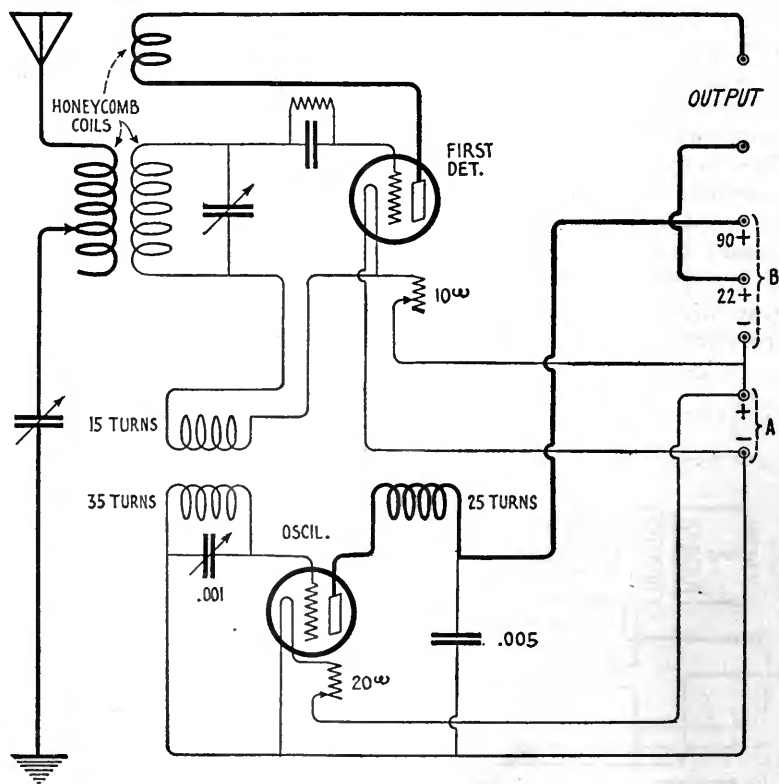 HONEYCOMB
COILS
OUTPUT
FIRST
DET.
90+
B
10ω
22+
−
+
A
−
15 TURNS
35 TURNS
25 TURNS
OSCIL.
.001
.005
20ω